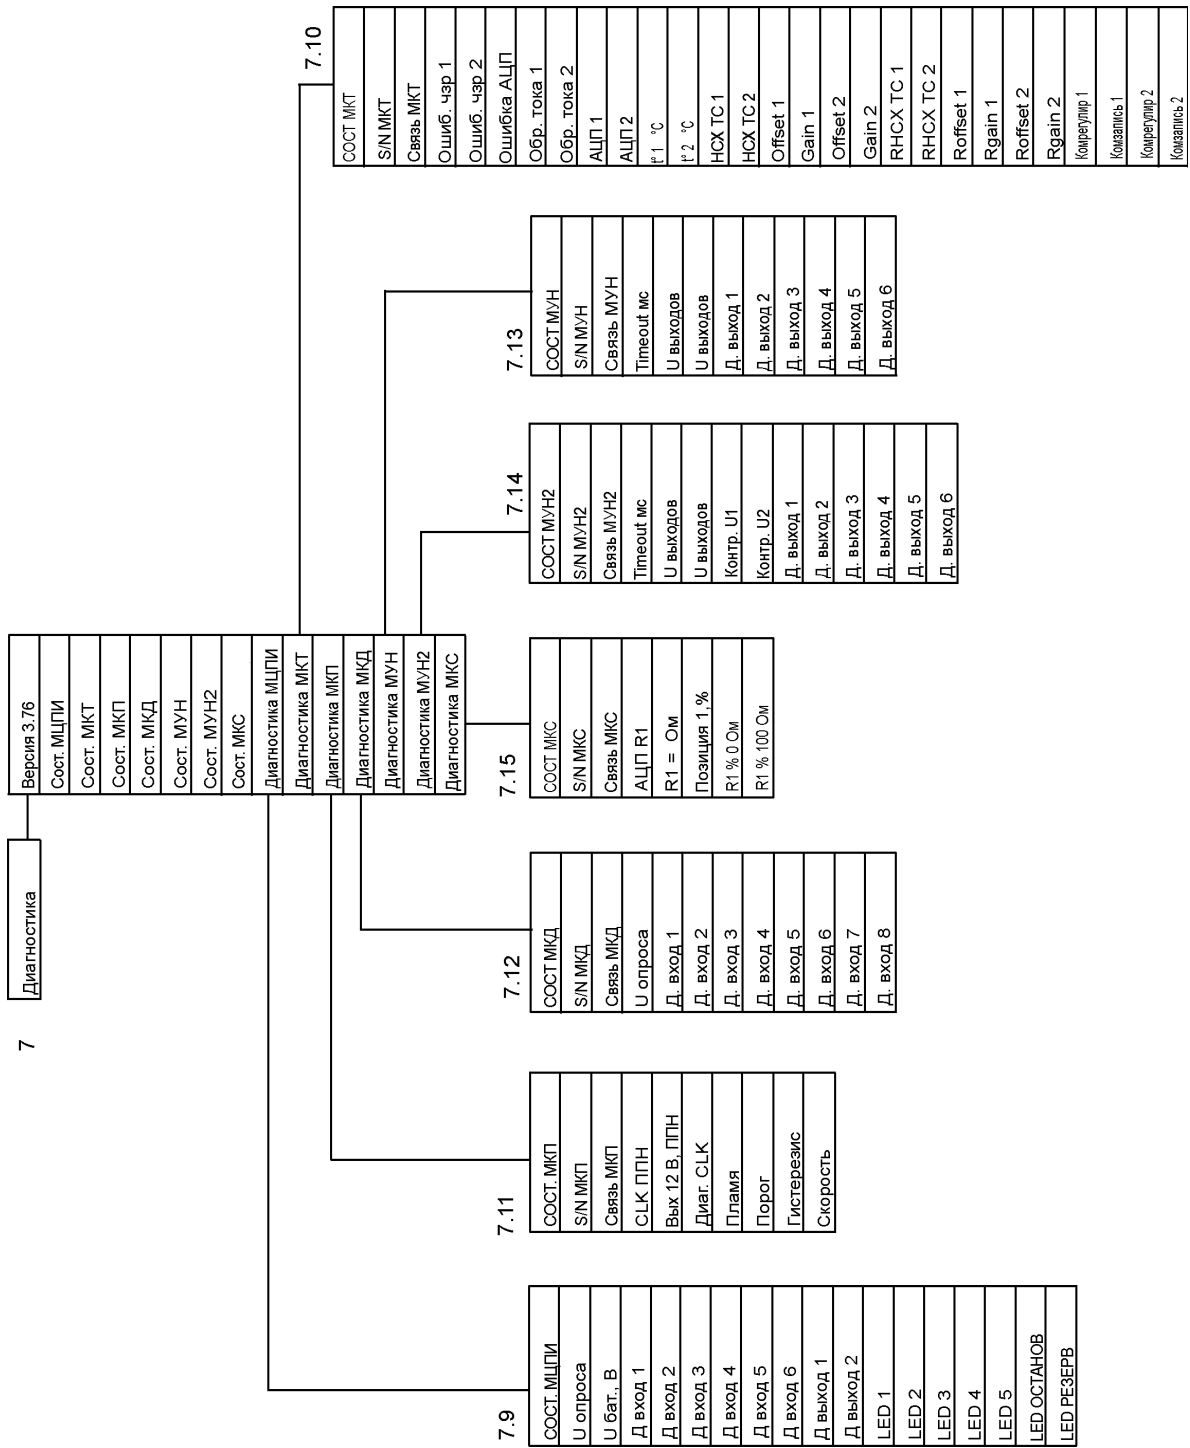 7
Диагностика
Версия 3.76
Сост. МЦПИ
Сост. МКТ
Сост. МКП
Сост. МКД
Сост. МУН
Сост. МУН2
Сост. МКС
Диагностика МЦПИ
Диагностика МКТ
Диагностика МКП
Диагностика МКД
Диагностика МУН
Диагностика МУН2
Диагностика МКС
7.9
СОСТ. МЦПИ
U опроса
U бат., В
Д вход 1
Д вход 2
Д вход 3
Д вход 4
Д вход 5
Д вход 6
Д выход 1
Д выход 2
LED 1
LED 2
LED 3
LED 4
LED 5
LED ОСТАНОВ
LED РЕЗЕРВ
7.11
СОСТ. МКП
S/N МКП
Связь МКП
CLK ППН
Вых 12 В, ППН
Диаг. CLK
Пламя
Порог
Гистерезис
Скорость
7.12
СОСТ МКД
S/N МКД
Связь МКД
U опроса
Д. вход 1
Д. вход 2
Д. вход 3
Д. вход 4
Д. вход 5
Д. вход 6
Д. вход 7
Д. вход 8
7.15
СОСТ МКС
S/N МКС
Связь МКС
АЦП R1
R1 = Ом
Позиция 1,%
R1 % 0 Ом
R1 % 100 Ом
7.14
СОСТ МУН2
S/N МУН2
Связь МУН2
Timeout мс
U выходов
U выходов
Контр. U1
Контр. U2
Д. выход 1
Д. выход 2
Д. выход 3
Д. выход 4
Д. выход 5
Д. выход 6
7.13
СОСТ МУН
S/N МУН
Связь МУН
Timeout мс
U выходов
U выходов
Д. выход 1
Д. выход 2
Д. выход 3
Д. выход 4
Д. выход 5
Д. выход 6
7.10
СОСТ МКТ
S/N МКТ
Связь МКТ
Ошиб. чзр 1
Ошиб. чзр 2
Ошибка АЦП
Обр. тока 1
Обр. тока 2
АЦП 1
АЦП 2
t° 1 °C
t° 2 °C
НСХ ТС 1
НСХ ТС 2
Offset 1
Gain 1
Offset 2
Gain 2
RНСХ ТС 1
RНСХ ТС 2
Roffset 1
Rgain 1
Roffset 2
Rgain 2
Комрегулир 1
Комзапись 1
Комрегулир 2
Комзапись 2